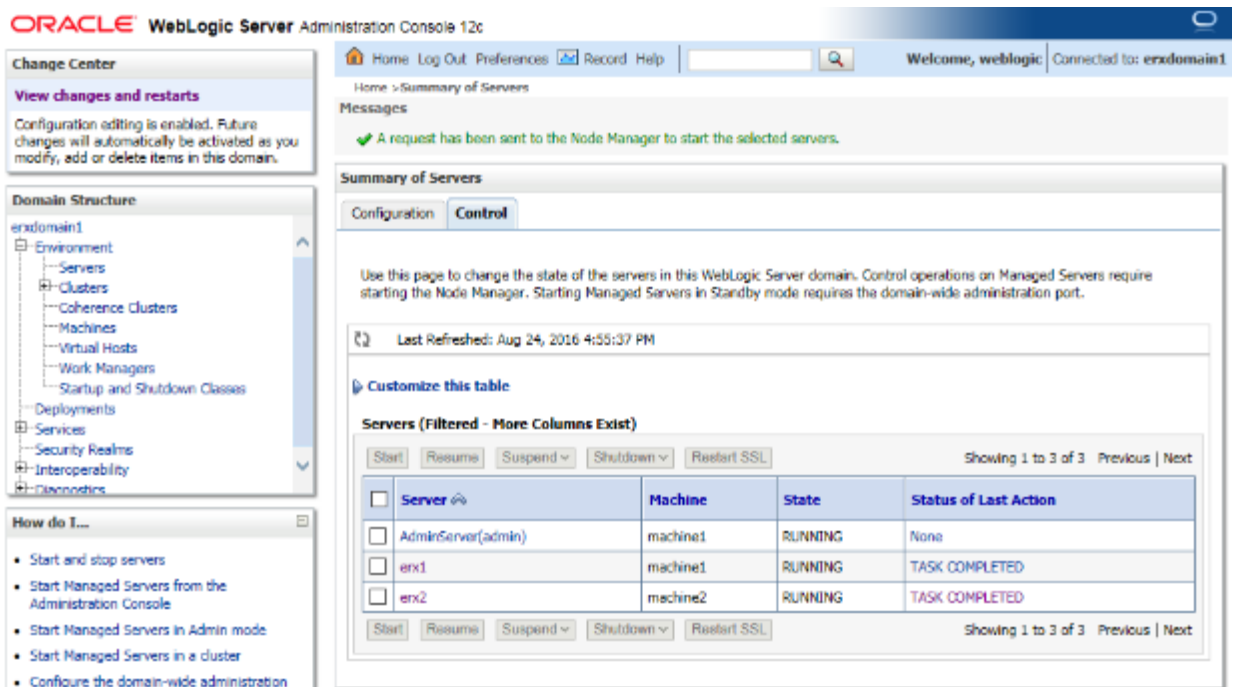 ORACLE WebLogic Server Administration Console 12c
Change Center
View changes and restarts
Configuration editing is enabled. Future
changes will automatically be activated as you
modify, add or delete items in this domain.
Domain Structure
erxdomain1
Environment
Servers
Clusters
Coherence Clusters
Machines
Virtual Hosts
Work Managers
Startup and Shutdown Classes
Deployments
Services
Security Realms
Interoperability
Diagnostics
How do I...
Start and stop servers
Start Managed Servers from the
Administration Console
Start Managed Servers in Admin mode
Start Managed Servers in a cluster
Configure the domain-wide administration
Home Log Out Preferences Record Help
Welcome, weblogic Connected to: erxdomain1
Home >Summary of Servers
Messages
A request has been sent to the Node Manager to start the selected servers.
Summary of Servers
Configuration Control
Use this page to change the state of the servers in this WebLogic Server domain. Control operations on Managed Servers require
starting the Node Manager. Starting Managed Servers in Standby mode requires the domain-wide administration port.
Last Refreshed: Aug 24, 2016 4:55:37 PM
Customize this table
Servers (Filtered - More Columns Exist)
Start Resume Suspend Shutdown Restart SSL Showing 1 to 3 of 3 Previous | Next
Server Machine State Status of Last Action
AdminServer(admin) machine1 RUNNING None
erx1 machine1 RUNNING TASK COMPLETED
erx2 machine2 RUNNING TASK COMPLETED
Start Resume Suspend Shutdown Restart SSL Showing 1 to 3 of 3 Previous | Next